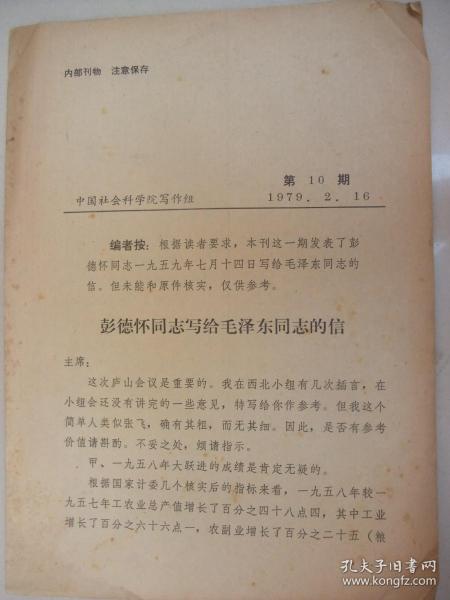 内部刊物 注意保存
第 10 期
中国社会科学院写作组 1979. 2. 16
编者按：根据读者要求，本刊这一期发表了彭
德怀同志一九五九年七月十四日写给毛泽东同志的
信。但未能和原件核实，仅供参考。
彭德怀同志写给毛泽东同志的信
主席：
这次庐山会议是重要的。我在西北小组有几次插言，在
小组会还没有讲完的一些意见，特写给你作参考。但我这个
简单人类似张飞，确有其粗，而无其细。因此，是否有参考
价值请斟酌。不妥之处，烦请指示。
甲、一九五八年大跃进的成绩是肯定无疑的。
根据国家计委几个核实后的指标来看，一九五八年较一
九五七年工农业总产值增长了百分之四十八点四，其中工业
增长了百分之六十六点一，农副业增长了百分之二十五（粮
孔夫子旧书网
www.kongfz.com